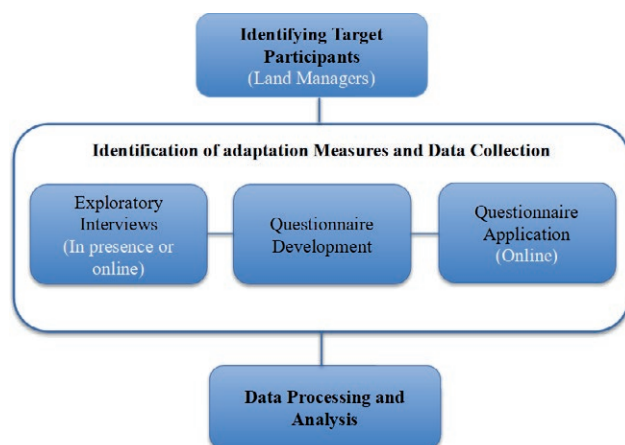 Identifying Target
Participants
(Land Managers)
Identification of adaptation Measures and Data Collection
Exploratory
Interviews
(In presence or
online)
Questionnaire
Development
Questionnaire
Application
(Online)
Data Processing and
Analysis